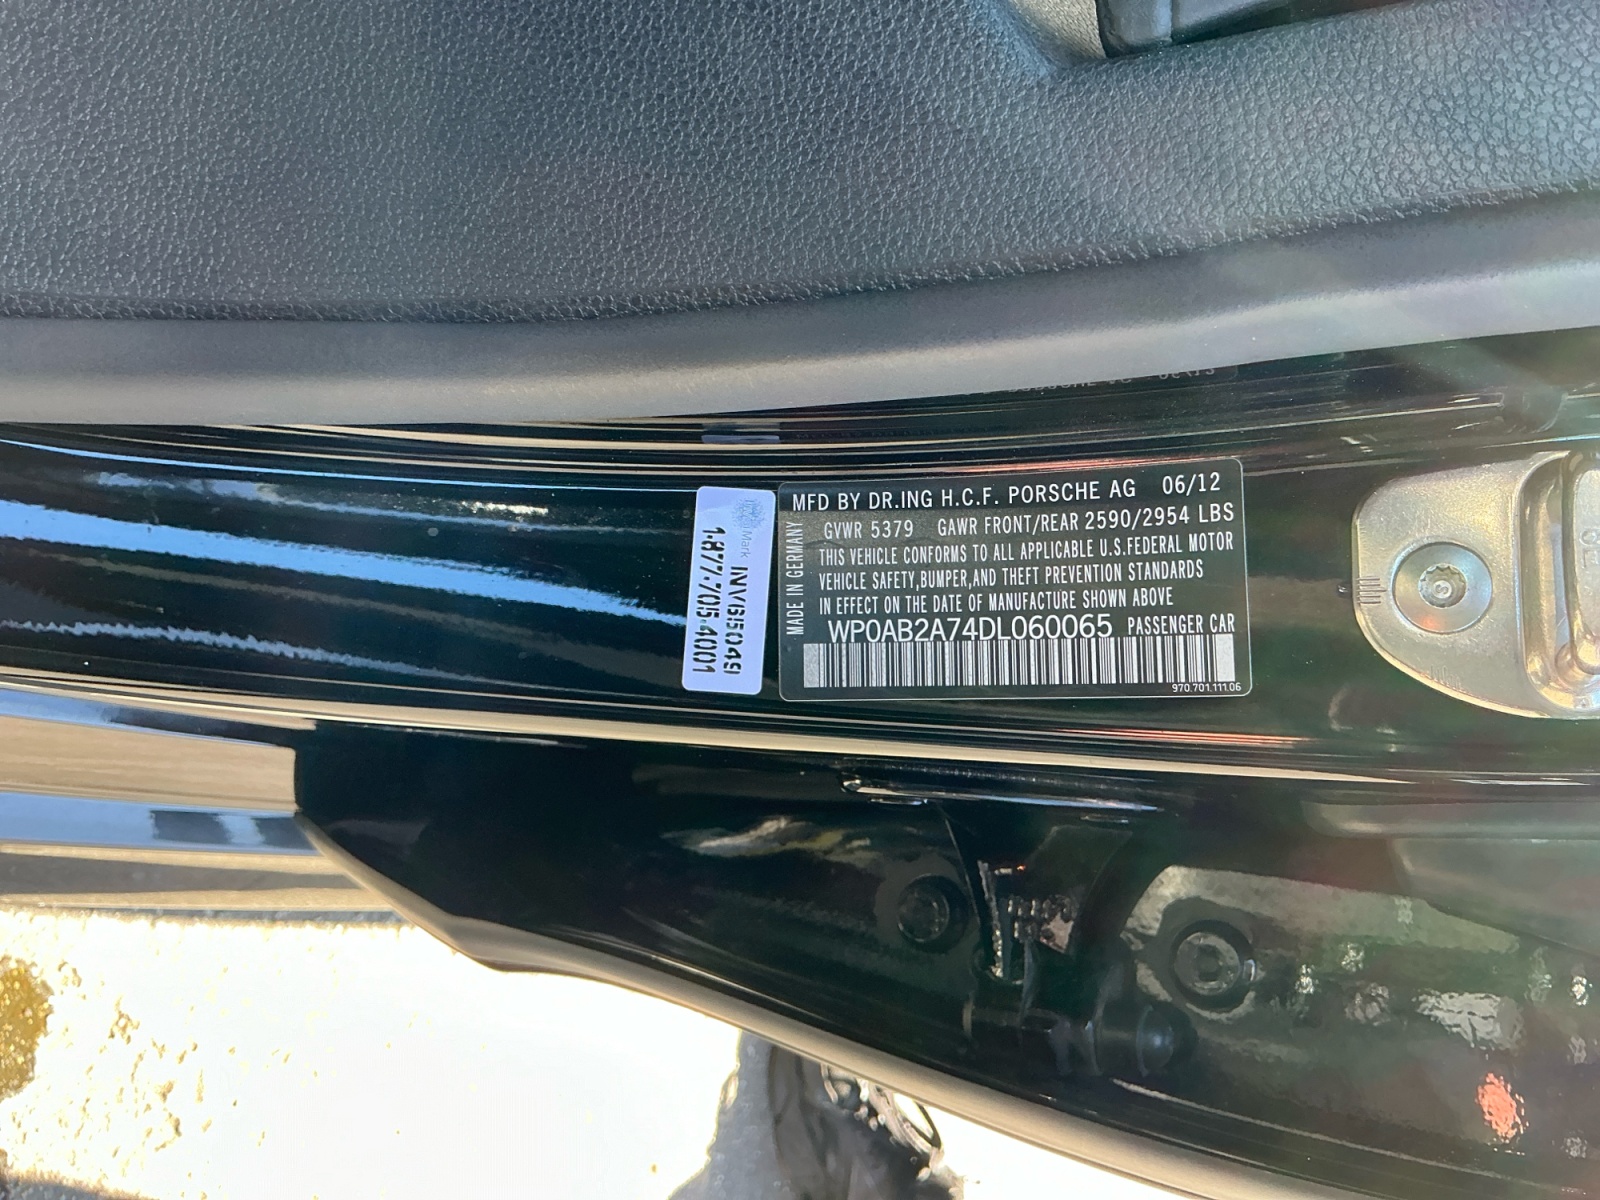 MFD BY DR.ING H.C.F. PORSCHE AG 06/12
GVWR 5379 GAWR FRONT/REAR 2590/2954 LBS
THIS VEHICLE CONFORMS TO ALL APPLICABLE U.S.FEDERAL MOTOR
VEHICLE SAFETY,BUMPER,AND THEFT PREVENTION STANDARDS
IN EFFECT ON THE DATE OF MANUFACTURE SHOWN ABOVE
WP0AB2A74DL060065 PASSENGER CAR
970.701.111.06
MADE IN GERMANY
Mark INVG15049
1-877-705-4001